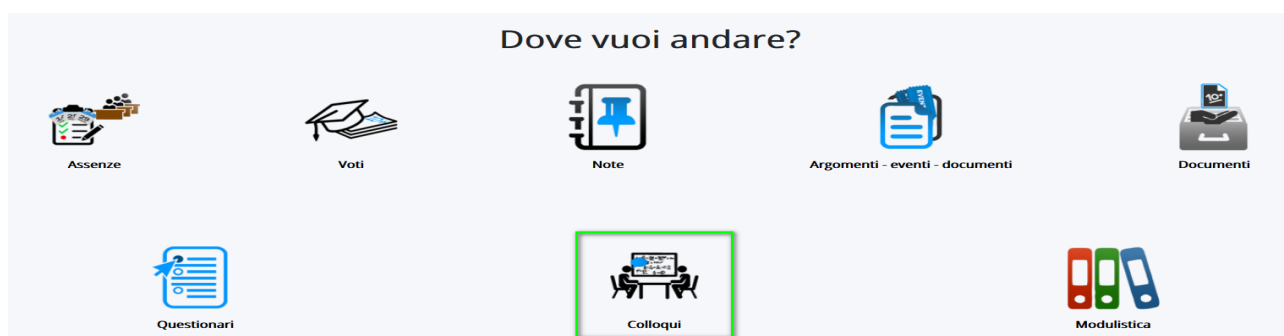 Dove vuoi andare?
Assenze
Voti
Note
Argomenti - eventi - documenti
Documenti
Questionari
Colloqui
Modulistica